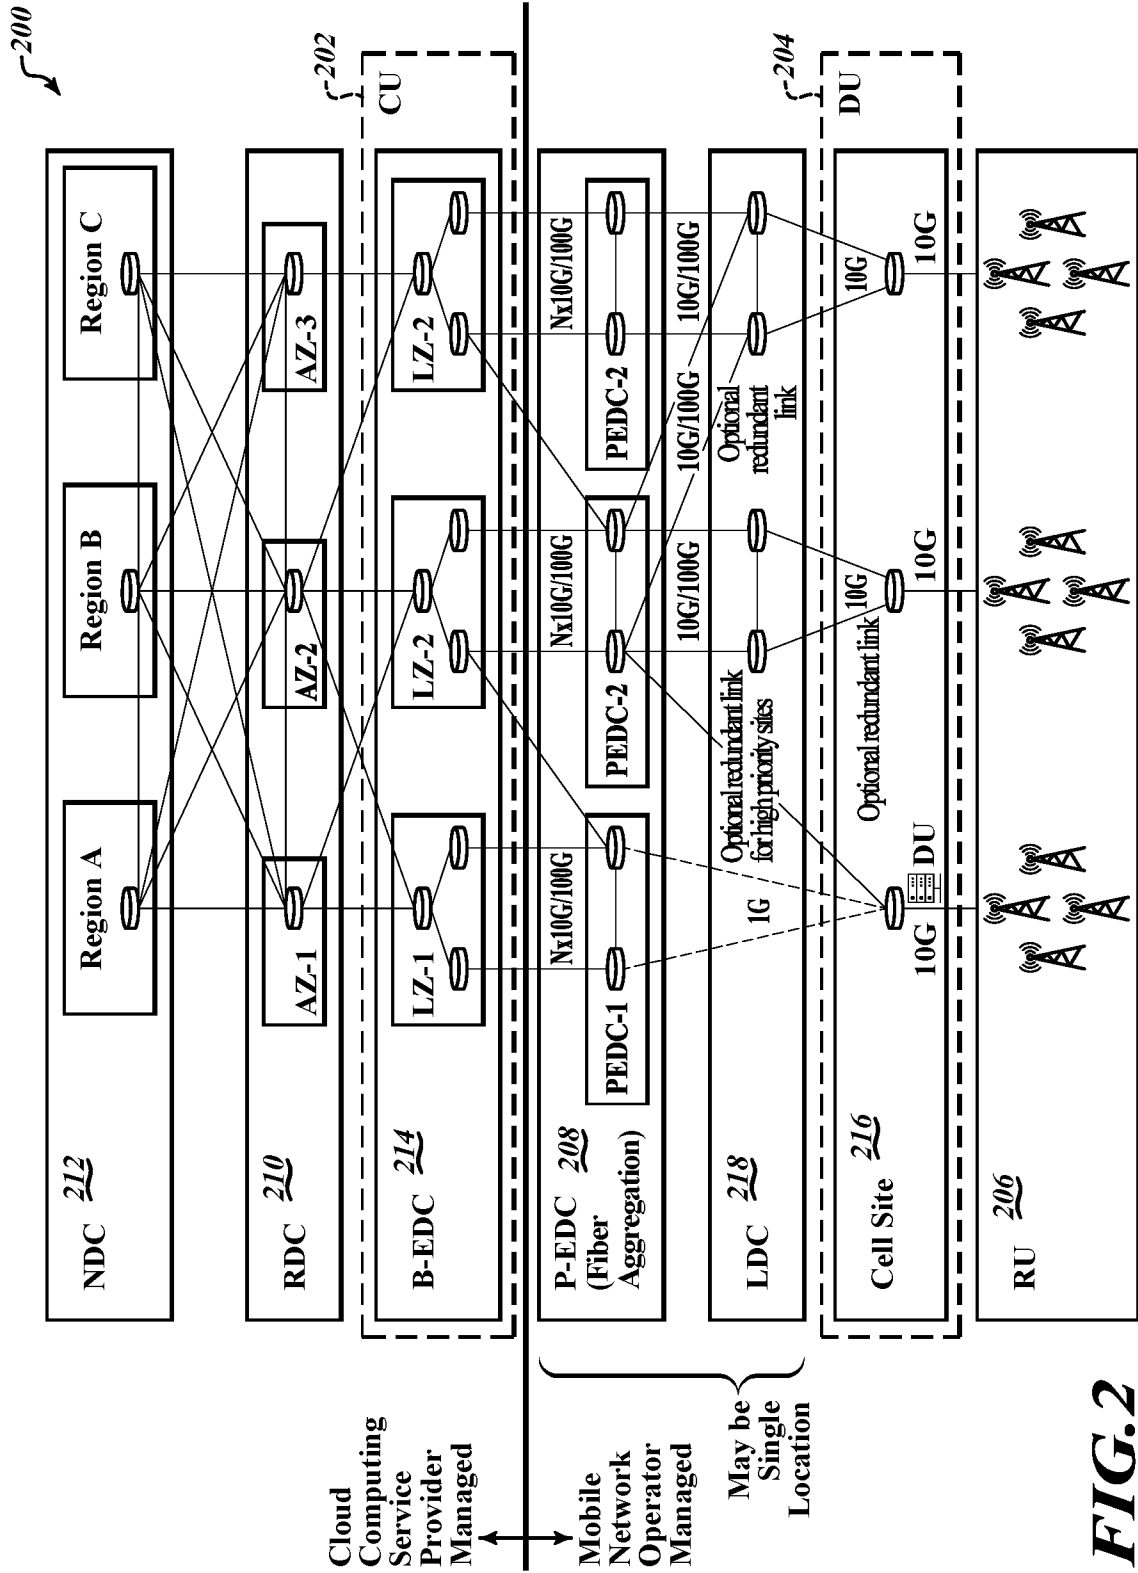 200
NDC 212
Region A
Region B
Region C
RDC 210
AZ-1
AZ-2
AZ-3
202
CU
B-EDC 214
LZ-1
LZ-2
LZ-2
Cloud
Computing
Service
Provider
Managed
Mobile
Network
Operator
Managed
Nx10G/100G
Nx10G/100G
Nx10G/100G
P-EDC 208
(Fiber
Aggregation)
PEDC-1
PEDC-2
PEDC-2
10G/100G
10G/100G
10G/100G
May be
Single
Location
LDC 218
1G
Optional redundant link
for high priority sites
Optional
redundant
link
204
DU
Optional redundant link
10G
10G
Cell Site 216
10G
DU
10G
10G
RU 206
FIG.2